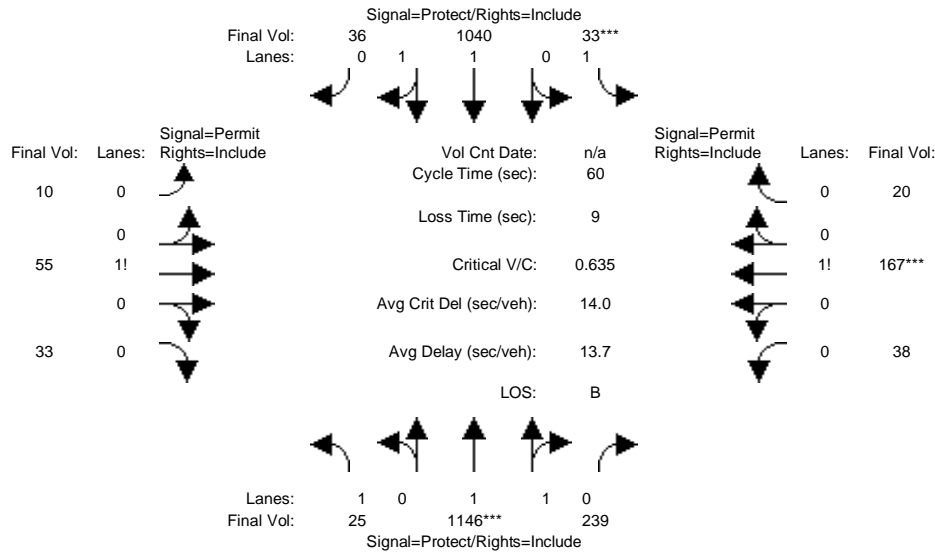 Signal=Protect/Rights=Include
Final Vol: 36 1040 33***
Lanes: 0 1 1 0 1
Signal=Permit Signal=Permit
Final Vol: Lanes: Rights=Include Vol Cnt Date: n/a Rights=Include Lanes: Final Vol:
Cycle Time (sec): 60
10 0 0 20
Loss Time (sec): 9
0 0
55 1! Critical V/C: 0.635 1! 167***
0 Avg Crit Del (sec/veh): 14.0 0
33 0 Avg Delay (sec/veh): 13.7 0 38
LOS: B
Lanes: 1 0 1 1 0
Final Vol: 25 1146*** 239
Signal=Protect/Rights=Include